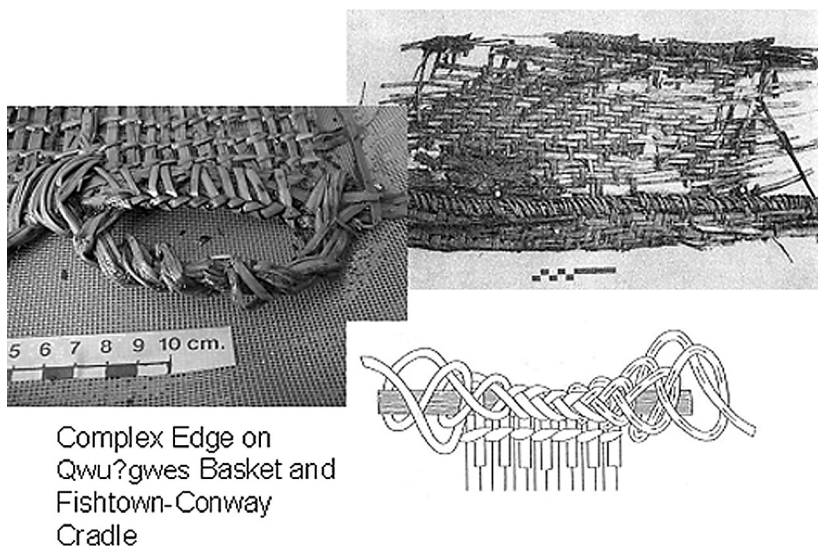 5 6 7 8 9 10 cm.
Complex Edge on
Qwu?gwes Basket and
Fishtown-Conway
Cradle